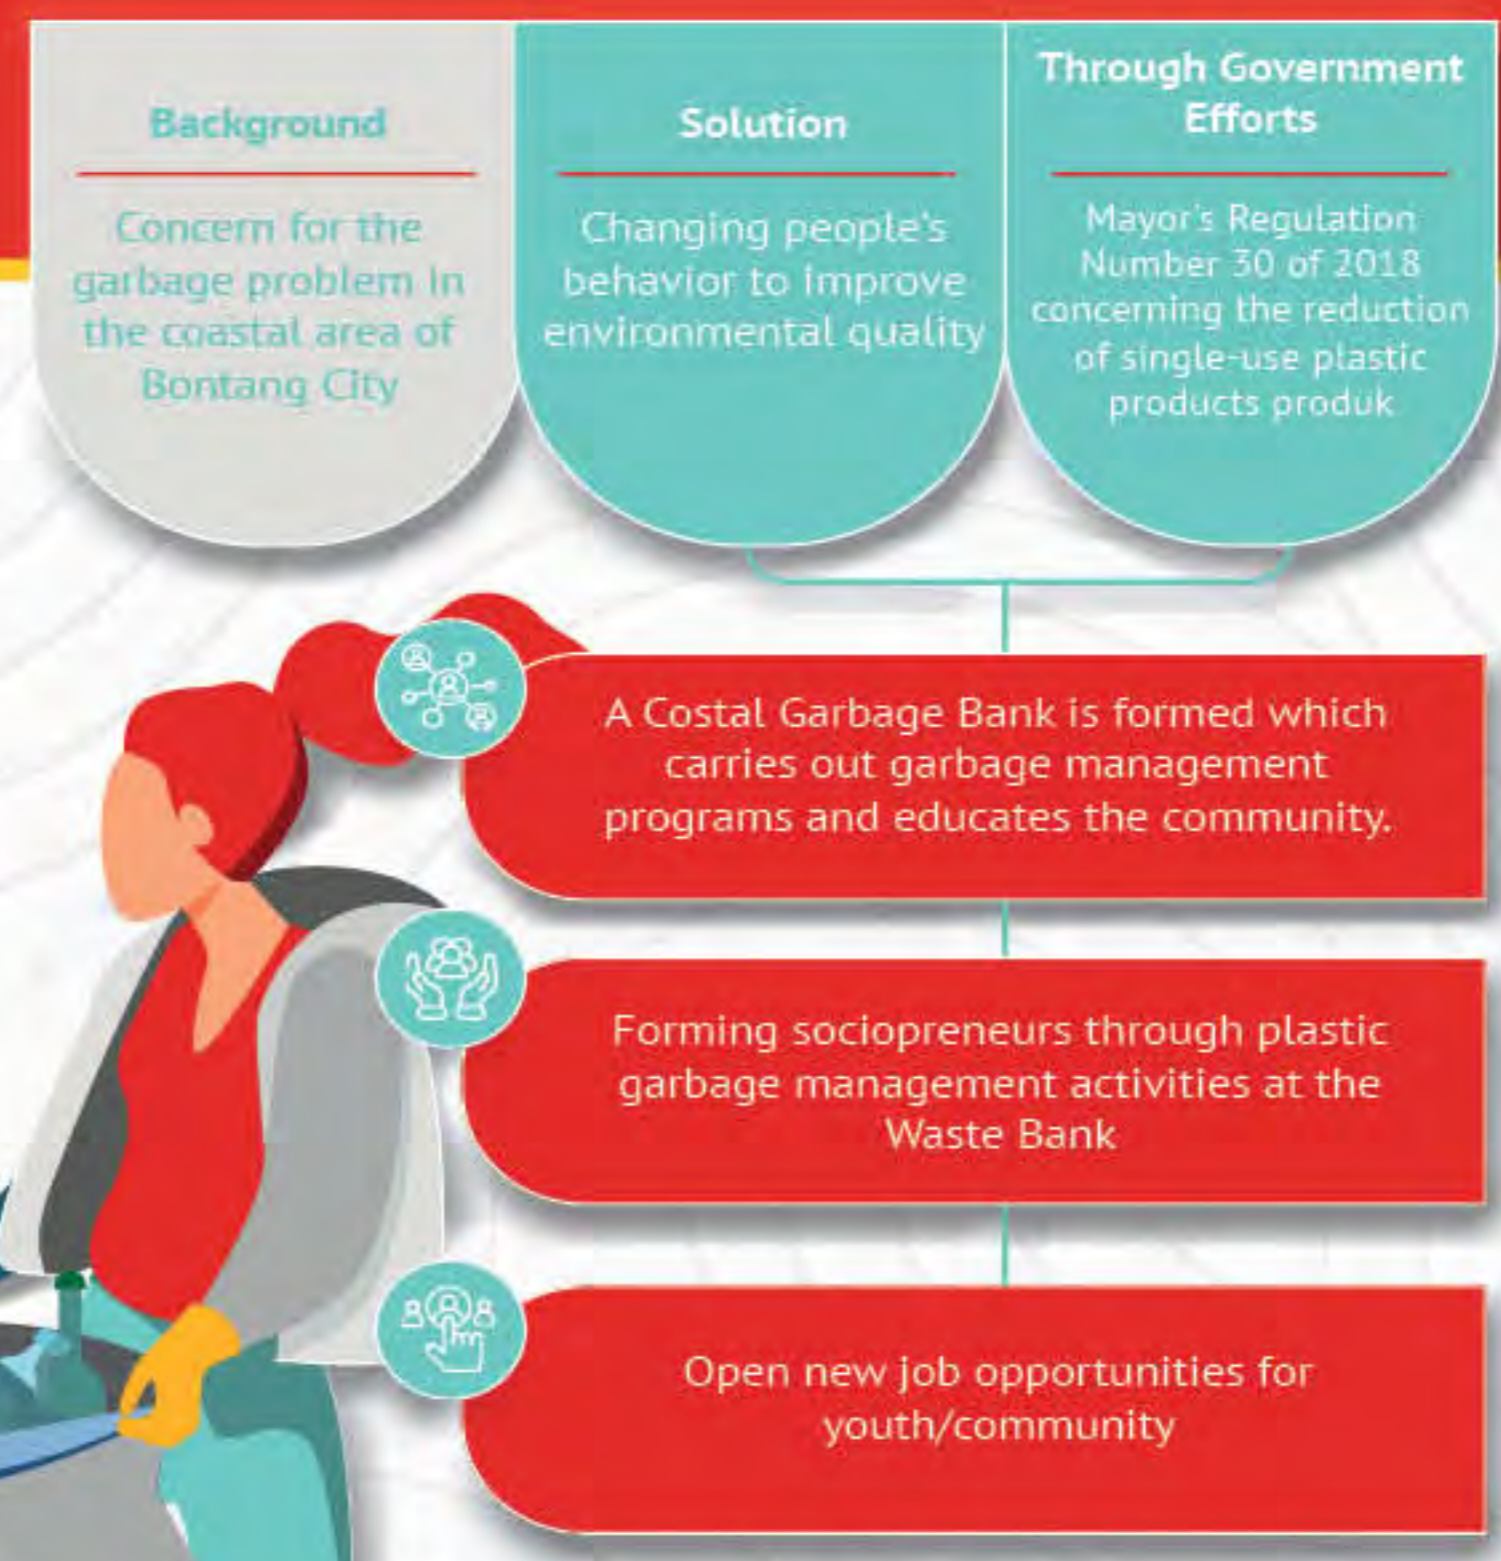 Background
Concern for the
garbage problem in
the coastal area of
Bontang City
Solution
Changing people's
behavior to improve
environmental quality
Through Government
Efforts
Mayor's Regulation
Number 30 of 2018
concerning the reduction
of single-use plastic
products produk
A Costal Garbage Bank is formed which
carries out garbage management
programs and educates the community.
Forming sociopreneurs through plastic
garbage management activities at the
Waste Bank
Open new job opportunities for
youth/community